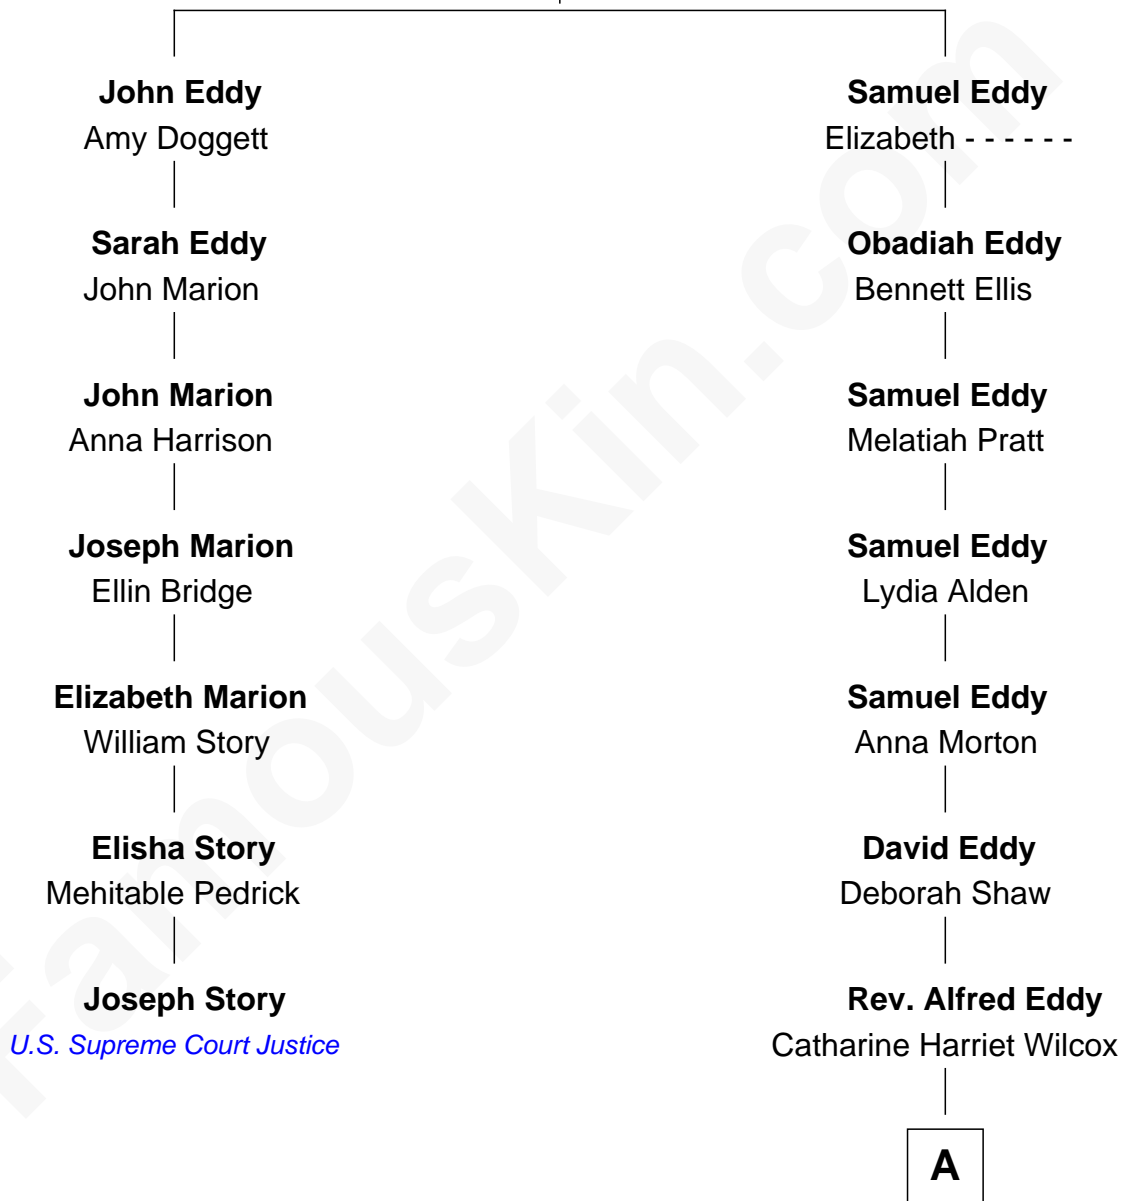 John Eddy
Amy Doggett
Sarah Eddy
John Marion
John Marion
Anna Harrison
Joseph Marion
Ellin Bridge
Elizabeth Marion
William Story
Elisha Story
Mehitable Pedrick
Joseph Story
U.S. Supreme Court Justice
Samuel Eddy
Elizabeth - - - - - -
Obadiah Eddy
Bennett Ellis
Samuel Eddy
Melatiah Pratt
Samuel Eddy
Lydia Alden
Samuel Eddy
Anna Morton
David Eddy
Deborah Shaw
Rev. Alfred Eddy
Catharine Harriet Wilcox
A
FamousKin.com